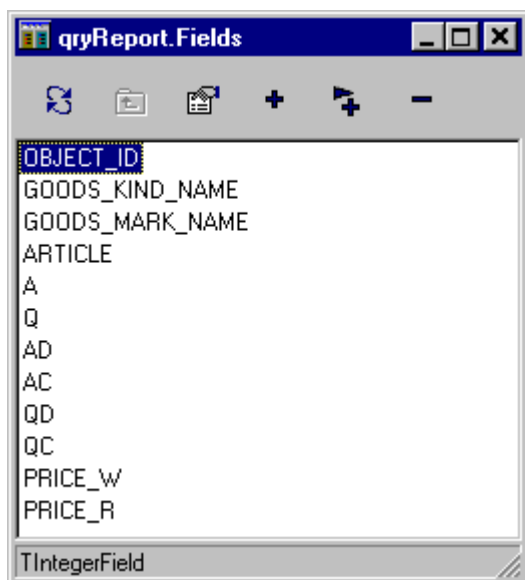 qryReport.Fields
OBJECT_ID
GOODS_KIND_NAME
GOODS_MARK_NAME
ARTICLE
A
Q
AD
AC
QD
QC
PRICE_W
PRICE_R
TIntegerField